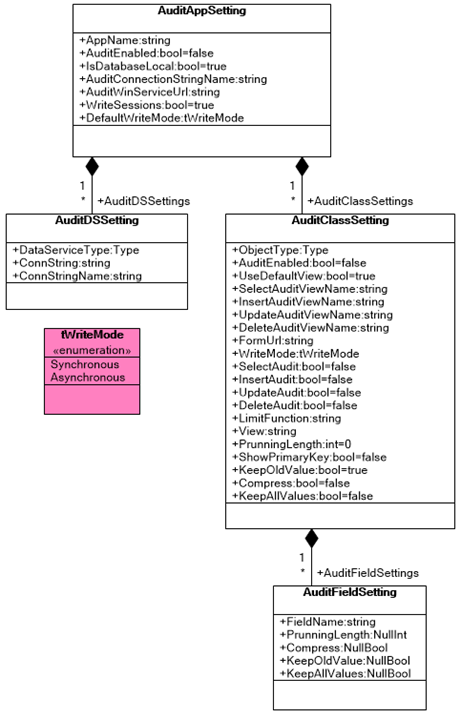 AuditAppSetting
+AppName:string
+AuditEnabled:bool=false
+IsDatabaseLocal:bool=true
+AuditConnectionStringName:string
+AuditWinServiceUrl:string
+WriteSessions:bool=true
+DefaultWriteMode:tWriteMode
1
* +AuditDSSettings
1
* +AuditClassSettings
AuditDSSetting
+DataServiceType:Type
+ConnString:string
+ConnStringName:string
tWriteMode
«enumeration»
Synchronous
Asynchronous
AuditClassSetting
+ObjectType:Type
+AuditEnabled:bool=false
+UseDefaultView:bool=true
+SelectAuditViewName:string
+InsertAuditViewName:string
+UpdateAuditViewName:string
+DeleteAuditViewName:string
+FormUrl:string
+WriteMode:tWriteMode
+SelectAudit:bool=false
+InsertAudit:bool=false
+UpdateAudit:bool=false
+DeleteAudit:bool=false
+LimitFunction:string
+View:string
+PrunningLength:int=0
+ShowPrimaryKey:bool=false
+KeepOldValue:bool=true
+Compress:bool=false
+KeepAllValues:bool=false
1
* +AuditFieldSettings
AuditFieldSetting
+FieldName:string
+PrunningLength:NullInt
+Compress:NullBool
+KeepOldValue:NullBool
+KeepAllValues:NullBool